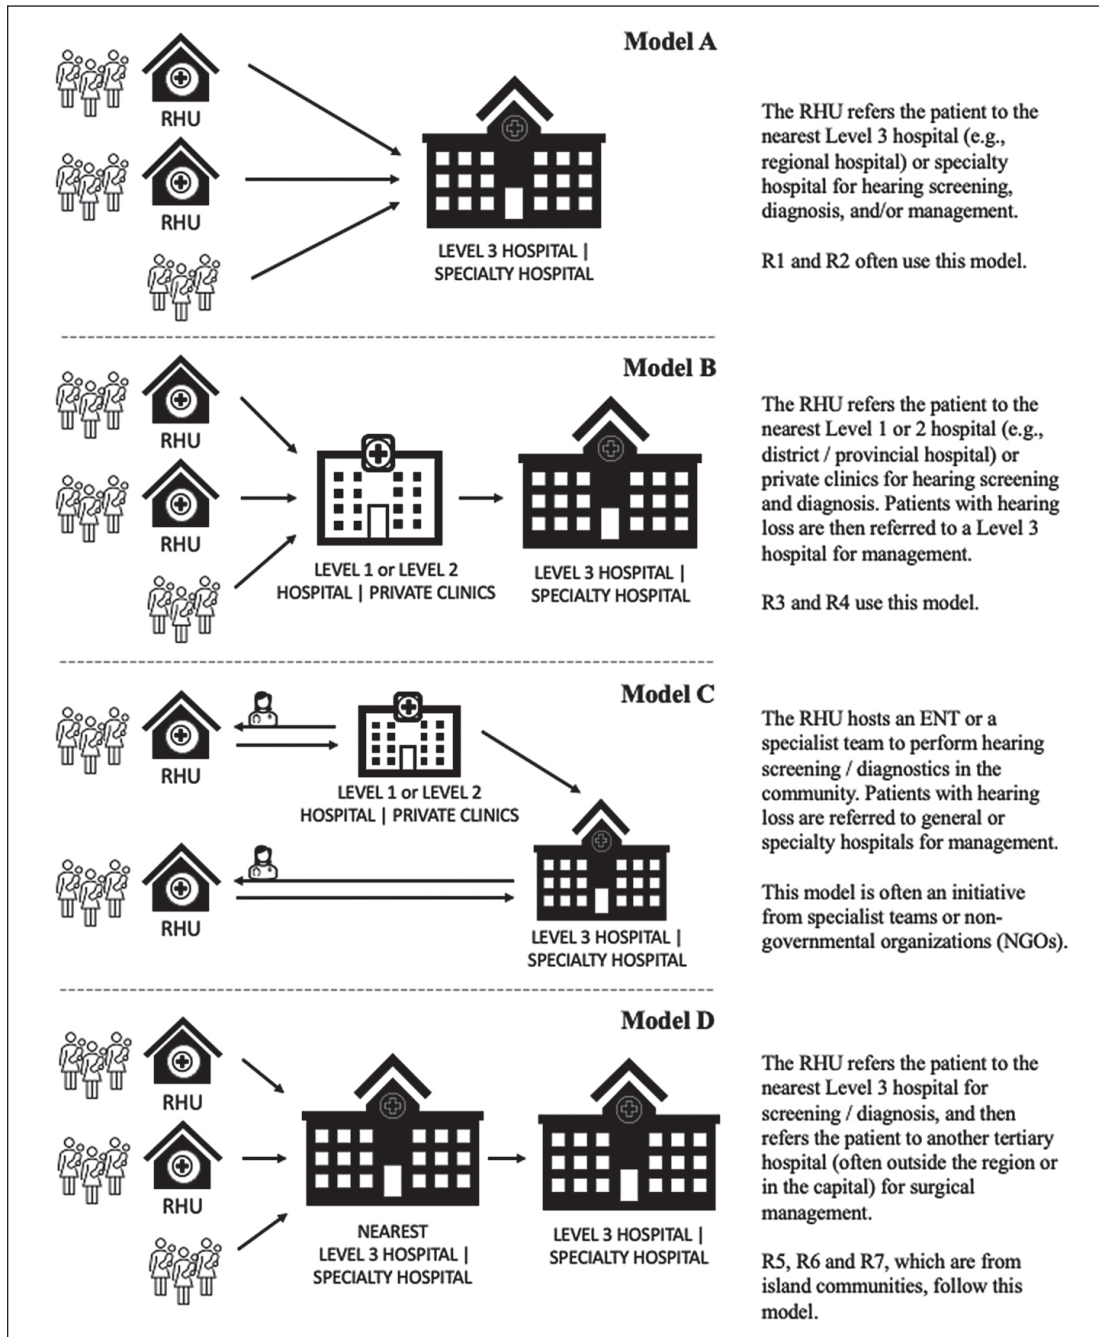 Model A
RHU
RHU
LEVEL 3 HOSPITAL |
SPECIALTY HOSPITAL
The RHU refers the patient to the
nearest Level 3 hospital (e.g.,
regional hospital) or specialty
hospital for hearing screening,
diagnosis, and/or management.
R1 and R2 often use this model.
Model B
RHU
RHU
LEVEL 1 or LEVEL 2
HOSPITAL | PRIVATE CLINICS
LEVEL 3 HOSPITAL |
SPECIALTY HOSPITAL
The RHU refers the patient to the
nearest Level 1 or 2 hospital (e.g.,
district / provincial hospital) or
private clinics for hearing screening
and diagnosis. Patients with hearing
loss are then referred to a Level 3
hospital for management.
R3 and R4 use this model.
Model C
RHU
LEVEL 1 or LEVEL 2
HOSPITAL | PRIVATE CLINICS
RHU
LEVEL 3 HOSPITAL |
SPECIALTY HOSPITAL
The RHU hosts an ENT or a
specialist team to perform hearing
screening / diagnostics in the
community. Patients with hearing
loss are referred to general or
specialty hospitals for management.
This model is often an initiative
from specialist teams or non-
governmental organizations (NGOs).
Model D
RHU
RHU
NEAREST
LEVEL 3 HOSPITAL |
SPECIALTY HOSPITAL
LEVEL 3 HOSPITAL |
SPECIALTY HOSPITAL
The RHU refers the patient to the
nearest Level 3 hospital for
screening / diagnosis, and then
refers the patient to another tertiary
hospital (often outside the region or
in the capital) for surgical
management.
R5, R6 and R7, which are from
island communities, follow this
model.